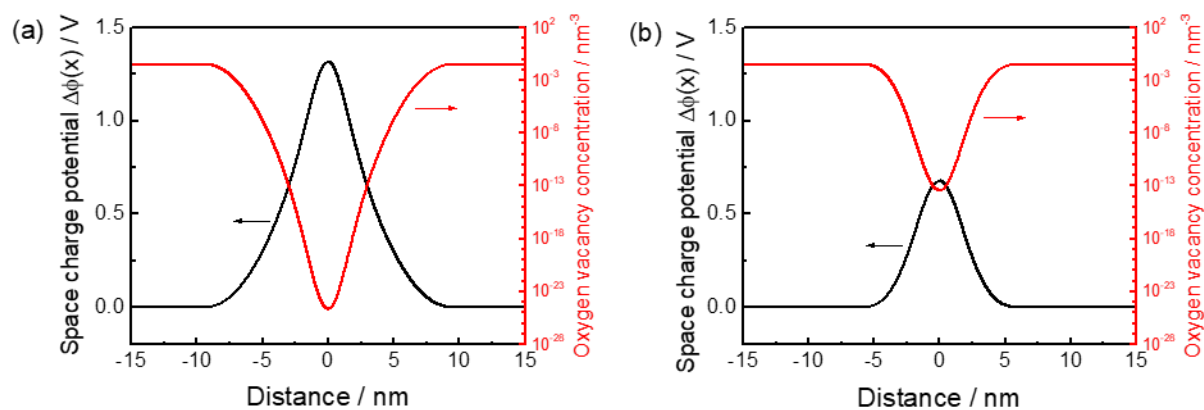 (a)
Space charge potential Δϕ(x) / V
1.5
1.0
0.5
0.0
-15 -10 -5 0 5 10 15
Distance / nm
10²
10⁻³
10⁻⁸
10⁻¹³
10⁻¹⁸
10⁻²³
10⁻²⁸
Oxygen vacancy concentration / nm⁻³
(b)
Space charge potential Δϕ(x) / V
1.5
1.0
0.5
0.0
-15 -10 -5 0 5 10 15
Distance / nm
10²
10⁻³
10⁻⁸
10⁻¹³
10⁻¹⁸
10⁻²³
10⁻²⁸
Oxygen vacancy concentration / nm⁻³